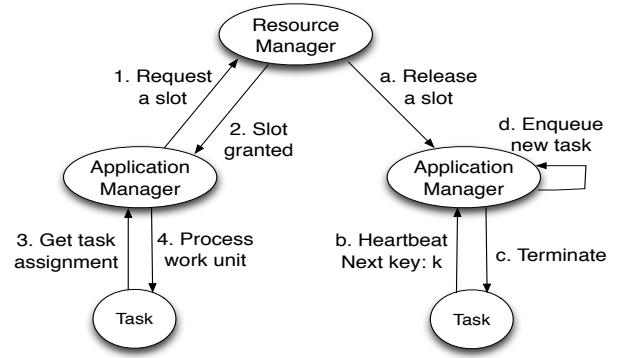 Resource
Manager
1. Request
a slot
a. Release
a slot
2. Slot
granted
d. Enqueue
new task
Application
Manager
Application
Manager
3. Get task
assignment
4. Process
work unit
b. Heartbeat
Next key: k
c. Terminate
Task
Task